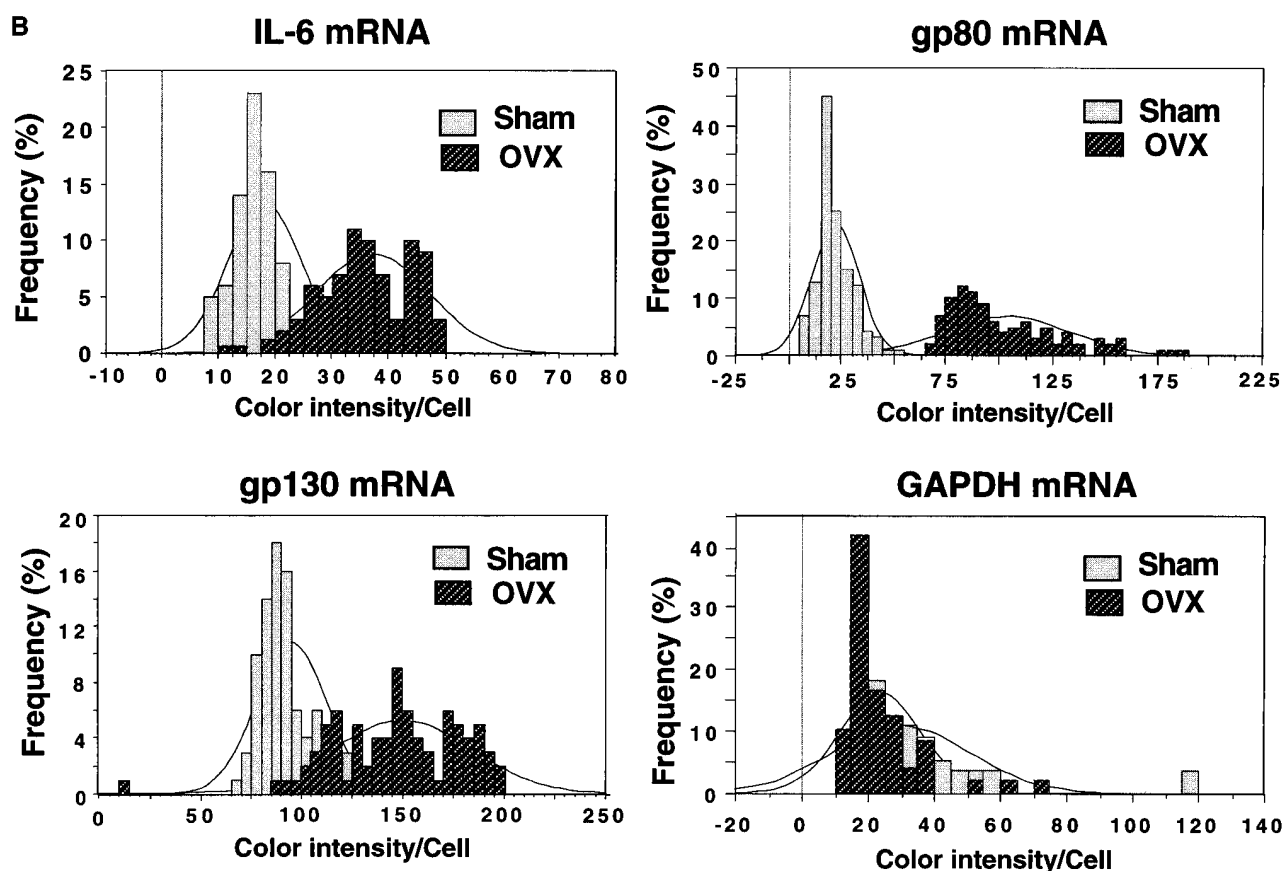 B
IL-6 mRNA
Frequency (%)
25
20
15
10
5
0
Sham
OVX
-10 0 10 20 30 40 50 60 70 80
Color intensity/Cell
gp80 mRNA
Frequency (%)
50
40
30
20
10
0
Sham
OVX
-25 25 75 125 175 225
Color intensity/Cell
gp130 mRNA
Frequency (%)
20
16
12
8
4
0
Sham
OVX
0 50 100 150 200 250
Color intensity/Cell
GAPDH mRNA
Frequency (%)
40
30
20
10
0
Sham
OVX
-20 0 20 40 60 80 100 120 140
Color intensity/Cell